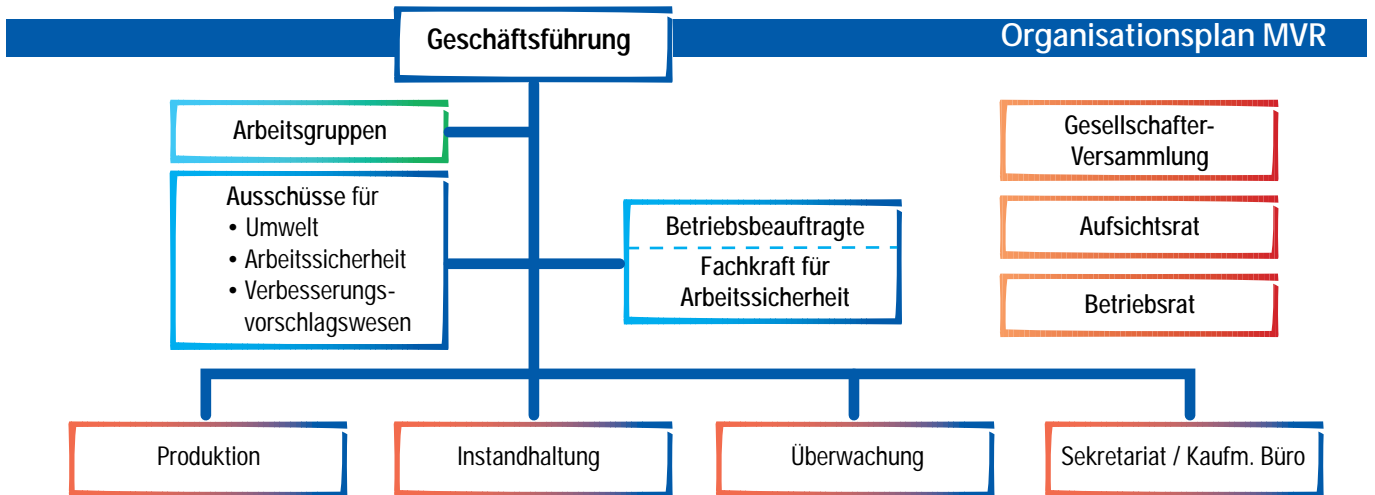 Geschäftsführung
Organisationsplan MVR
Arbeitsgruppen
Ausschüsse für
• Umwelt
• Arbeitssicherheit
• Verbesserungs-
vorschlagswesen
Betriebsbeauftragte
Fachkraft für
Arbeitssicherheit
Gesellschafter-
Versammlung
Aufsichtsrat
Betriebsrat
Produktion
Instandhaltung
Überwachung
Sekretariat / Kaufm. Büro